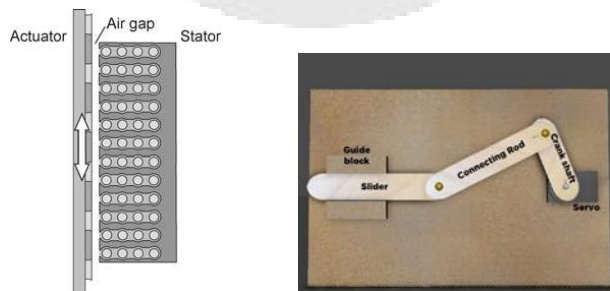 Air gap
Actuator
Stator
Guide
block
Slider
Connecting Rod
Crank shaft
Servo